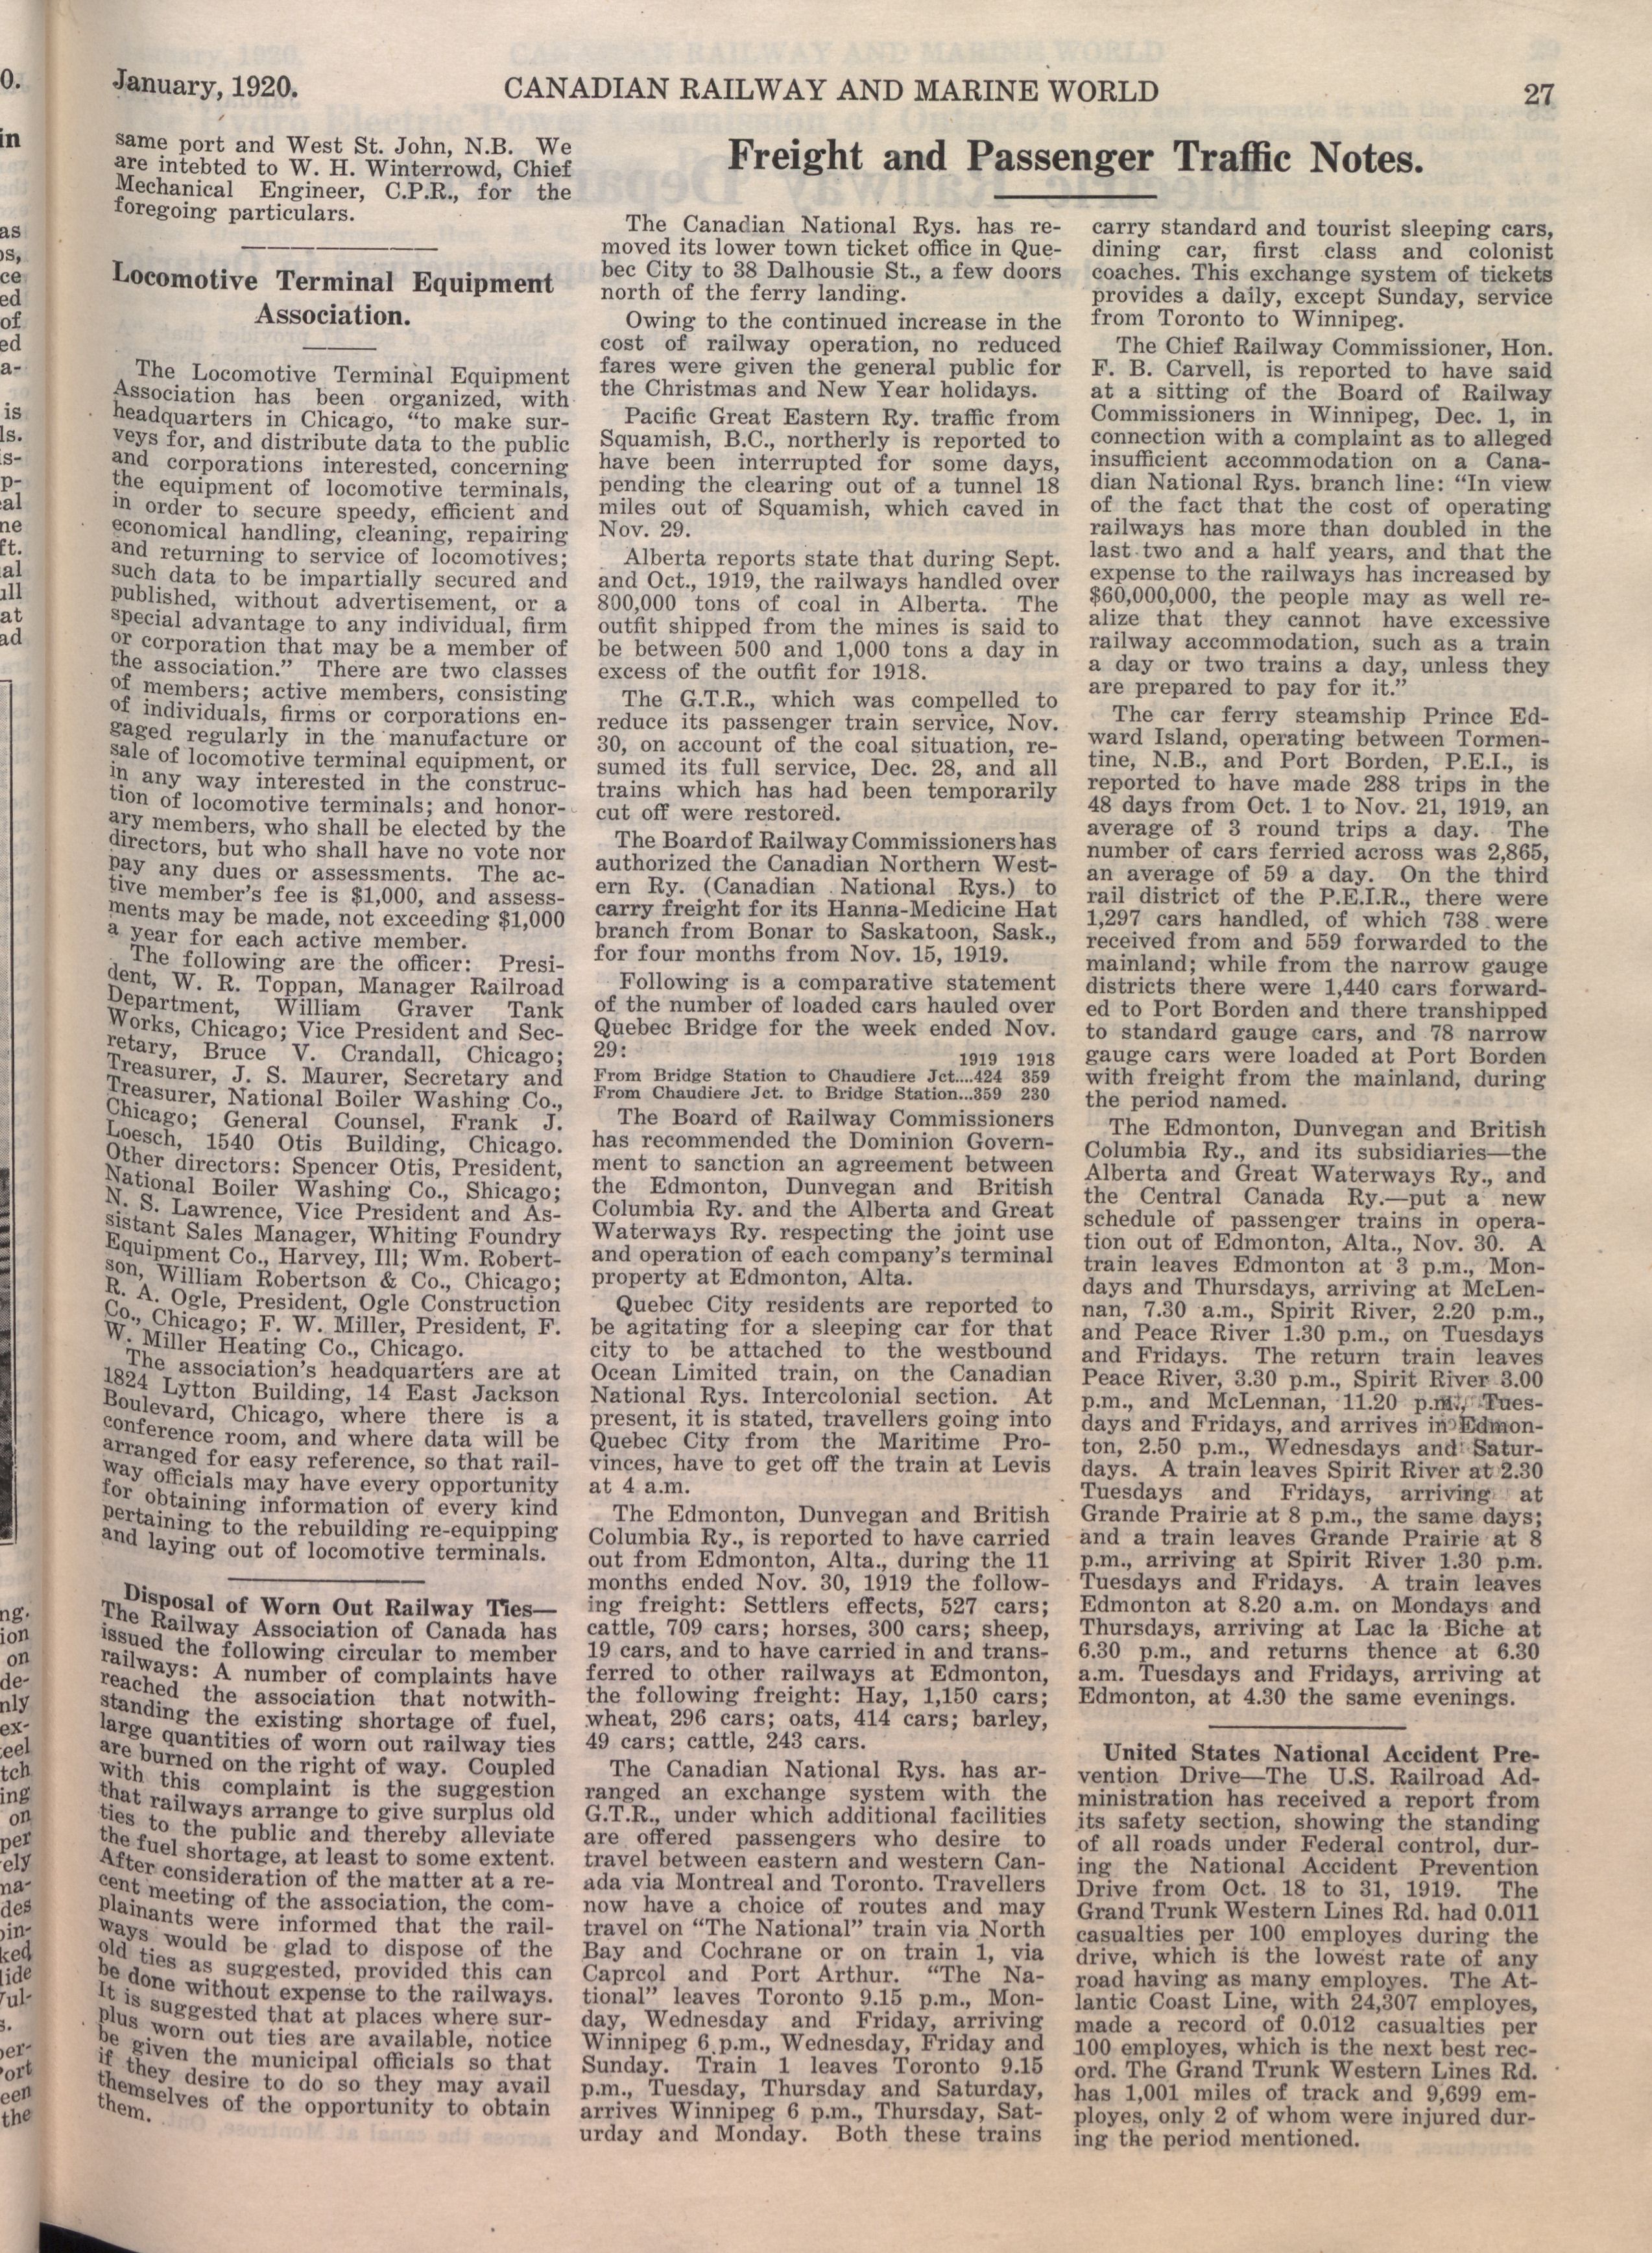 January, 1920.
CANADIAN RAILWAY AND MARINE WORLD
27
same port and West St. John, N.B. We
are intebted to W. H. Winterrowd, Chief
Mechanical Engineer, C.P.R., for the
foregoing particulars.
Locomotive Terminal Equipment
Association.
The Locomotive Terminal Equipment
Association has been organized, with
headquarters in Chicago, “to make sur-
veys for, and distribute data to the public
and corporations interested, concerning
the equipment of locomotive terminals,
in order to secure speedy, efficient and
economical handling, cleaning, repairing
and returning to service of locomotives;
such data to be impartially secured and
published, without advertisement, or a
special advantage to any individual, firm
or corporation that may be a member of
the association.” There are two classes
of members; active members, consisting
of individuals, firms or corporations en-
gaged regularly in the manufacture or
sale of locomotive terminal equipment, or
in any way interested in the construc-
tion of locomotive terminals; and honor-
ary members, who shall be elected by the
directors, but who shall have no vote nor
pay any dues or assessments. The ac-
tive member’s fee is $1,000, and assess-
ments may be made, not exceeding $1,000
a year for each active member.
The following are the officer: Presi-
dent, W. R. Toppan, Manager Railroad
Department, William Graver Tank
Works, Chicago; Vice President and Sec-
retary, Bruce V. Crandall, Chicago;
Treasurer, J. S. Maurer, Secretary and
Treasurer, National Boiler Washing Co.,
Chicago; General Counsel, Frank J.
Loesch, 1540 Otis Building, Chicago.
Other directors: Spencer Otis, President,
National Boiler Washing Co., Shicago;
N. S. Lawrence, Vice President and As-
sistant Sales Manager, Whiting Foundry
Equipment Co., Harvey, Ill; Wm. Robert-
son, William Robertson & Co., Chicago;
R. A. Ogle, President, Ogle Construction
Co., Chicago; F. W. Miller, President, F.
W. Miller Heating Co., Chicago.
The association’s headquarters are at
1824 Lytton Building, 14 East Jackson
Boulevard, Chicago, where there is a
conference room, and where data will be
arranged for easy reference, so that rail-
way officials may have every opportunity
for obtaining information of every kind
pertaining to the rebuilding re-equipping
and laying out of locomotive terminals.
Disposal of Worn Out Railway Ties—
The Railway Association of Canada has
issued the following circular to member
railways: A number of complaints have
reached the association that notwith-
standing the existing shortage of fuel,
large quantities of worn out railway ties
are burned on the right of way. Coupled
with this complaint is the suggestion
that railways arrange to give surplus old
ties to the public and thereby alleviate
the fuel shortage, at least to some extent.
After consideration of the matter at a re-
cent meeting of the association, the com-
plainants were informed that the rail-
ways would be glad to dispose of the
old ties as suggested, provided this can
be done without expense to the railways.
It is suggested that at places where sur-
plus worn out ties are available, notice
be given the municipal officials so that
if they desire to do so they may avail
themselves of the opportunity to obtain
them.
Freight and Passenger Traffic Notes.
The Canadian National Rys. has re-
moved its lower town ticket office in Que-
bec City to 38 Dalhousie St., a few doors
north of the ferry landing.
Owing to the continued increase in the
cost of railway operation, no reduced
fares were given the general public for
the Christmas and New Year holidays.
Pacific Great Eastern Ry. traffic from
Squamish, B.C., northerly is reported to
have been interrupted for some days,
pending the clearing out of a tunnel 18
miles out of Squamish, which caved in
Nov. 29.
Alberta reports state that during Sept.
and Oct., 1919, the railways handled over
800,000 tons of coal in Alberta. The
outfit shipped from the mines is said to
be between 500 and 1,000 tons a day in
excess of the outfit for 1918.
The G.T.R., which was compelled to
reduce its passenger train service, Nov.
30, on account of the coal situation, re-
sumed its full service, Dec. 28, and all
trains which has had been temporarily
cut off were restored.
The Board of Railway Commissioners has
authorized the Canadian Northern West-
ern Ry. (Canadian National Rys.) to
carry freight for its Hanna-Medicine Hat
branch from Bonar to Saskatoon, Sask.,
for four months from Nov. 15, 1919.
Following is a comparative statement
of the number of loaded cars hauled over
Quebec Bridge for the week ended Nov.
29:
1919 1918
From Bridge Station to Chaudiere Jct....424 359
From Chaudiere Jct. to Bridge Station...359 230
The Board of Railway Commissioners
has recommended the Dominion Govern-
ment to sanction an agreement between
the Edmonton, Dunvegan and British
Columbia Ry. and the Alberta and Great
Waterways Ry. respecting the joint use
and operation of each company’s terminal
property at Edmonton, Alta.
Quebec City residents are reported to
be agitating for a sleeping car for that
city to be attached to the westbound
Ocean Limited train, on the Canadian
National Rys. Intercolonial section. At
present, it is stated, travellers going into
Quebec City from the Maritime Pro-
vinces, have to get off the train at Levis
at 4 a.m.
The Edmonton, Dunvegan and British
Columbia Ry., is reported to have carried
out from Edmonton, Alta., during the 11
months ended Nov. 30, 1919 the follow-
ing freight: Settlers effects, 527 cars;
cattle, 709 cars; horses, 300 cars; sheep,
19 cars, and to have carried in and trans-
ferred to other railways at Edmonton,
the following freight: Hay, 1,150 cars;
wheat, 296 cars; oats, 414 cars; barley,
49 cars; cattle, 243 cars.
The Canadian National Rys. has ar-
ranged an exchange system with the
G.T.R., under which additional facilities
are offered passengers who desire to
travel between eastern and western Can-
ada via Montreal and Toronto. Travellers
now have a choice of routes and may
travel on “The National” train via North
Bay and Cochrane or on train 1, via
Caprcol and Port Arthur. “The Na-
tional” leaves Toronto 9.15 p.m., Mon-
day, Wednesday and Friday, arriving
Winnipeg 6 p.m., Wednesday, Friday and
Sunday. Train 1 leaves Toronto 9.15
p.m., Tuesday, Thursday and Saturday,
arrives Winnipeg 6 p.m., Thursday, Sat-
urday and Monday. Both these trains
carry standard and tourist sleeping cars,
dining car, first class and colonist
coaches. This exchange system of tickets
provides a daily, except Sunday, service
from Toronto to Winnipeg.
The Chief Railway Commissioner, Hon.
F. B. Carvell, is reported to have said
at a sitting of the Board of Railway
Commissioners in Winnipeg, Dec. 1, in
connection with a complaint as to alleged
insufficient accommodation on a Cana-
dian National Rys. branch line: “In view
of the fact that the cost of operating
railways has more than doubled in the
last two and a half years, and that the
expense to the railways has increased by
$60,000,000, the people may as well re-
alize that they cannot have excessive
railway accommodation, such as a train
a day or two trains a day, unless they
are prepared to pay for it.”
The car ferry steamship Prince Ed-
ward Island, operating between Tormen-
tine, N.B., and Port Borden, P.E.I., is
reported to have made 288 trips in the
48 days from Oct. 1 to Nov. 21, 1919, an
average of 3 round trips a day. The
number of cars ferried across was 2,865,
an average of 59 a day. On the third
rail district of the P.E.I.R., there were
1,297 cars handled, of which 738 were
received from and 559 forwarded to the
mainland; while from the narrow gauge
districts there were 1,440 cars forward-
ed to Port Borden and there transhipped
to standard gauge cars, and 78 narrow
gauge cars were loaded at Port Borden
with freight from the mainland, during
the period named.
The Edmonton, Dunvegan and British
Columbia Ry., and its subsidiaries—the
Alberta and Great Waterways Ry., and
the Central Canada Ry.—put a new
schedule of passenger trains in opera-
tion out of Edmonton, Alta., Nov. 30. A
train leaves Edmonton at 3 p.m., Mon-
days and Thursdays, arriving at McLen-
nan, 7.30 a.m., Spirit River, 2.20 p.m.,
and Peace River 1.30 p.m., on Tuesdays
and Fridays. The return train leaves
Peace River, 3.30 p.m., Spirit River 3.00
p.m., and McLennan, 11.20 p.m., Tues-
days and Fridays, and arrives in Edmon-
ton, 2.50 p.m., Wednesdays and Satur-
days. A train leaves Spirit River at 2.30
Tuesdays and Fridays, arriving at
Grande Prairie at 8 p.m., the same days;
and a train leaves Grande Prairie at 8
p.m., arriving at Spirit River 1.30 p.m.
Tuesdays and Fridays. A train leaves
Edmonton at 8.20 a.m. on Mondays and
Thursdays, arriving at Lac la Biche at
6.30 p.m., and returns thence at 6.30
a.m. Tuesdays and Fridays, arriving at
Edmonton, at 4.30 the same evenings.
United States National Accident Pre-
vention Drive—The U.S. Railroad Ad-
ministration has received a report from
its safety section, showing the standing
of all roads under Federal control, dur-
ing the National Accident Prevention
Drive from Oct. 18 to 31, 1919. The
Grand Trunk Western Lines Rd. had 0.011
casualties per 100 employes during the
drive, which is the lowest rate of any
road having as many employes. The At-
lantic Coast Line, with 24,307 employes,
made a record of 0.012 casualties per
100 employes, which is the next best rec-
ord. The Grand Trunk Western Lines Rd.
has 1,001 miles of track and 9,699 em-
ployes, only 2 of whom were injured dur-
ing the period mentioned.